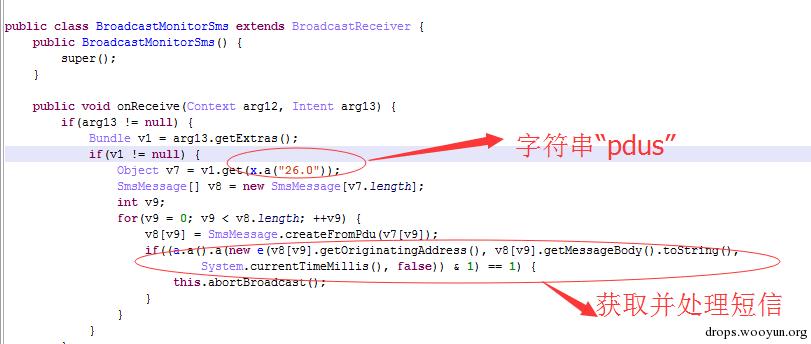 public class BroadcastMonitorSms extends BroadcastReceiver {
public BroadcastMonitorSms() {
super();
}
public void onReceive(Context arg12, Intent arg13) {
if(arg13 != null) {
Bundle v1 = arg13.getExtras();
if(v1 != null) {
Object v7 = v1.get(x.a("26.0"));
字符串“pdus”
SmsMessage[] v8 = new SmsMessage[v7.length];
int v9;
for(v9 = 0; v9 < v8.length; ++v9) {
v8[v9] = SmsMessage.createFromPdu(v7[v9]);
if((a.a().a(new e(v8[v9].getOriginatingAddress(), v8[v9].getMessageBody().toString(),
System.currentTimeMillis(), false)) & 1) == 1) {
this.abortBroadcast();
}
获取并处理短信
}
}
}
drops.wooyun.org